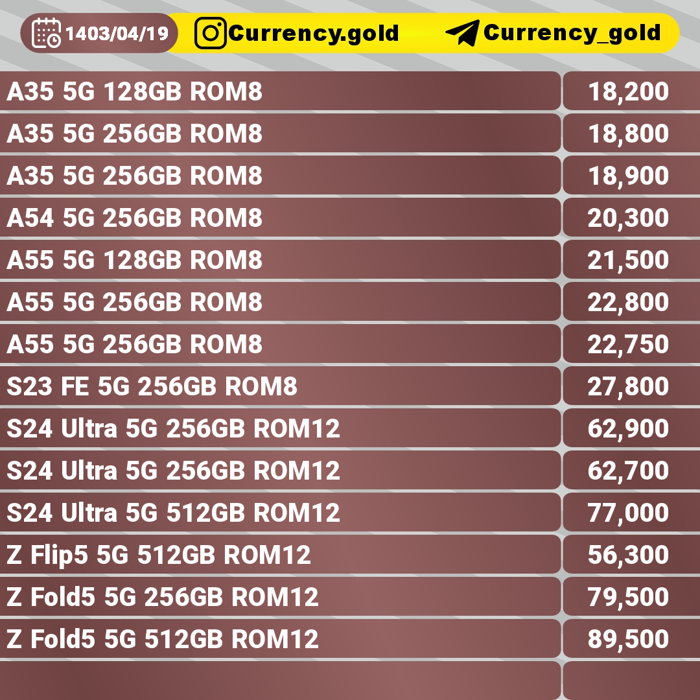 1403/04/19 Currency.gold Currency_gold
A35 5G 128GB ROM8 18,200
A35 5G 256GB ROM8 18,800
A35 5G 256GB ROM8 18,900
A54 5G 256GB ROM8 20,300
A55 5G 128GB ROM8 21,500
A55 5G 256GB ROM8 22,800
A55 5G 256GB ROM8 22,750
S23 FE 5G 256GB ROM8 27,800
S24 Ultra 5G 256GB ROM12 62,900
S24 Ultra 5G 256GB ROM12 62,700
S24 Ultra 5G 512GB ROM12 77,000
Z Flip5 5G 512GB ROM12 56,300
Z Fold5 5G 256GB ROM12 79,500
Z Fold5 5G 512GB ROM12 89,500